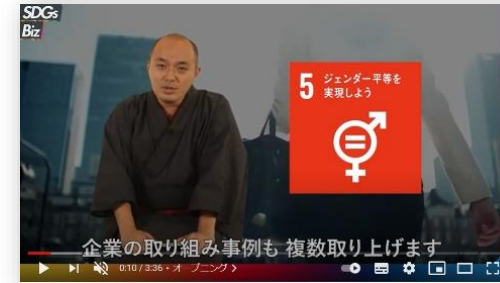 SDGs
Biz
5 ジェンダー平等を
実現しよう
企業の取り組み事例も 複数取り上げます
0:10 / 3:36 • オープニング >